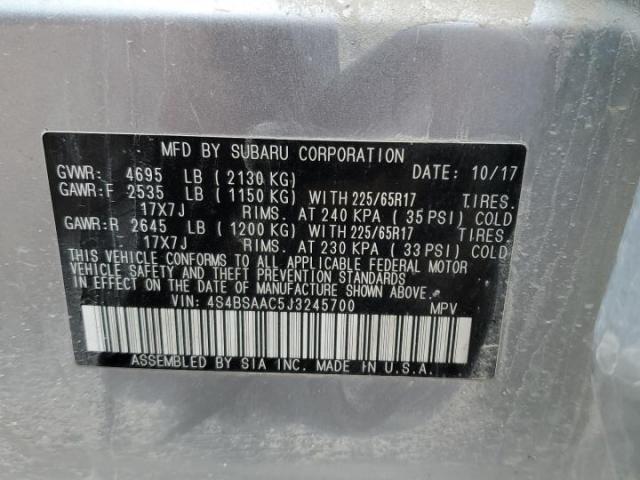 MFD BY SUBARU CORPORATION DATE: 10/17
GVWR: 4695 LB (2130 KG)
GAWR:F 2535 LB (1150 KG) WITH 225/65R17 TIRES.
17X7J RIMS. AT 240 KPA (35 PSI) COLD
GAWR:R 2645 LB (1200 KG) WITH 225/65R17 TIRES.
17X7J RIMS. AT 230 KPA (33 PSI) COLD
THIS VEHICLE CONFORMS TO ALL APPLICABLE FEDERAL MOTOR
VEHICLE SAFETY AND THEFT PREVENTION STANDARDS
IN EFFECT ON THE DATE OF MANUFACTURE SHOWN ABOVE.
VIN: 4S4BSAAC5J3245700 MPV
ASSEMBLED BY SIA INC. MADE IN U.S.A.